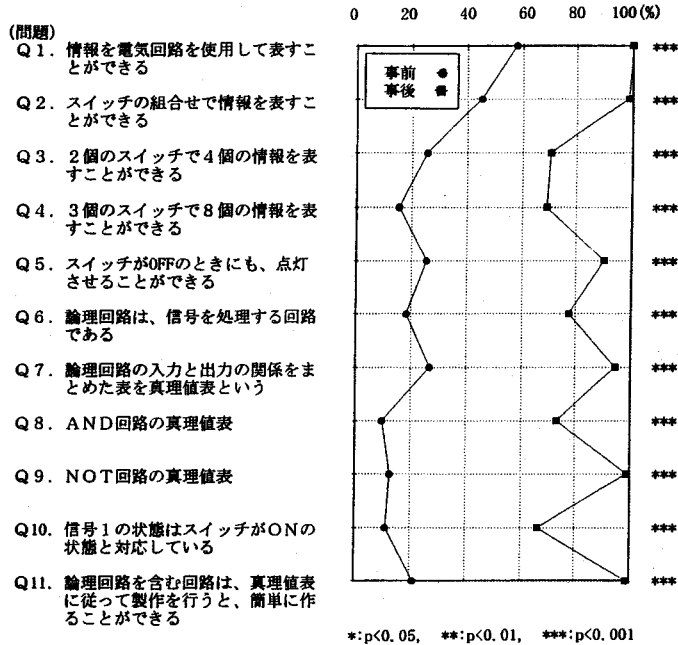 0 20 40 60 80 100(%)
(問題)
Q1. 情報を電気回路を使用して表すこ
とができる
***
事前 ●
事後 ■
Q2. スイッチの組合せで情報を表すこ
とができる
***
Q3. 2個のスイッチで4個の情報を表
すことができる
***
Q4. 3個のスイッチで8個の情報を表
すことができる
***
Q5. スイッチがOFFのときにも、点灯
させることができる
***
Q6. 論理回路は、信号を処理する回路
である
***
Q7. 論理回路の入力と出力の関係をま
とめた表を真理値表という
***
Q8. AND回路の真理値表
***
Q9. NOT回路の真理値表
***
Q10. 信号1の状態はスイッチがONの
状態と対応している
***
Q11. 論理回路を含む回路は、真理値表
に従って製作を行うと、簡単に作
ることができる
***
*:p<0.05, **:p<0.01, ***:p<0.001